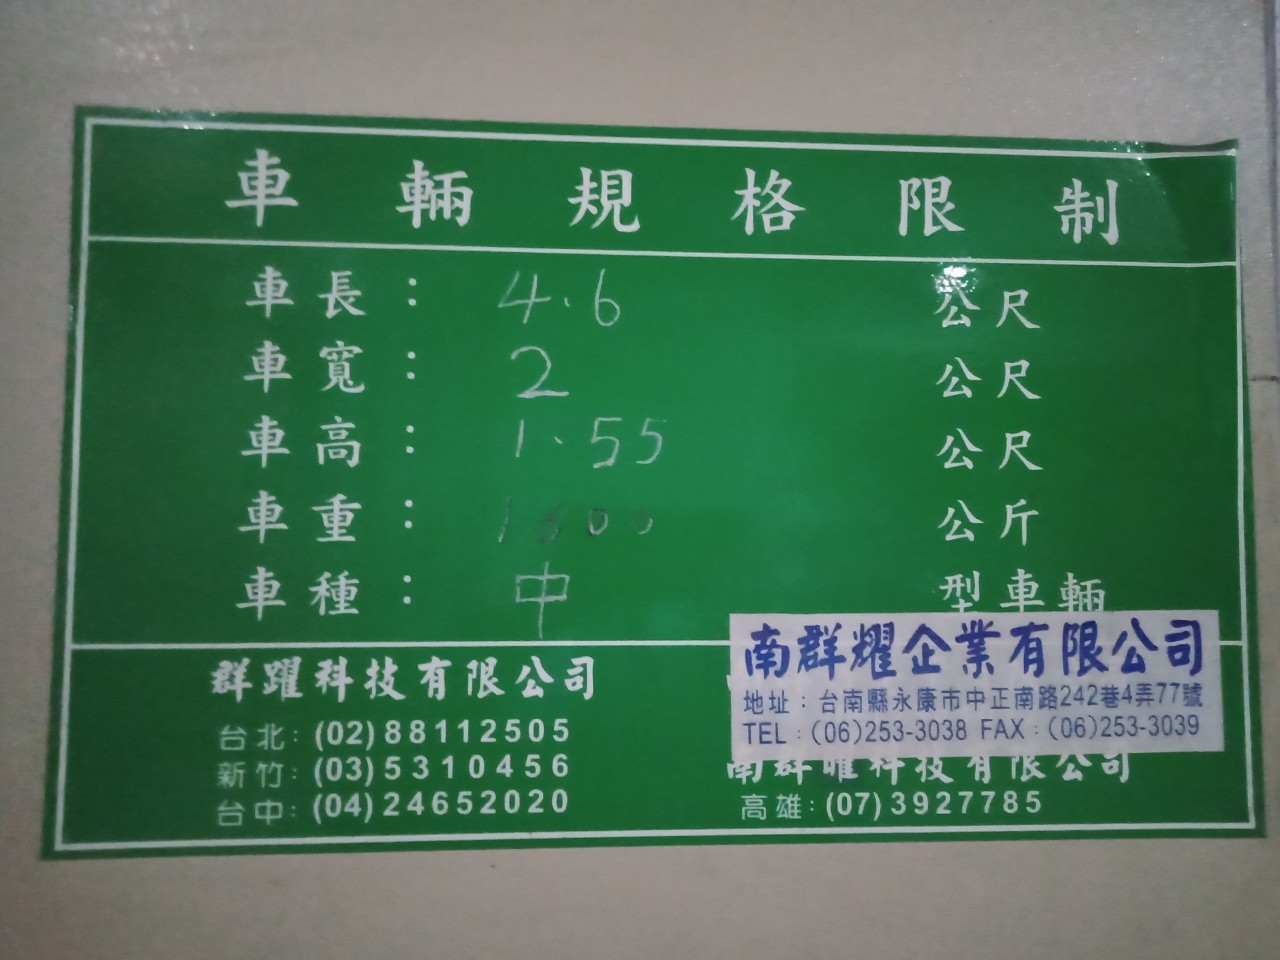 車輛規格限制
車長： 4.6 公尺
車寬： 2 公尺
車高： 1.55 公尺
車重： 公斤
車種： 中 型車輛
群躍科技有限公司
台北：(02)88112505
新竹：(03)5310456
台中：(04)24652020
南群耀企業有限公司
地址：台南縣永康市中正南路242巷4弄77號
TEL：(06)253-3038 FAX：(06)253-3039
南群曜科技有限公司
高雄：(07)3927785